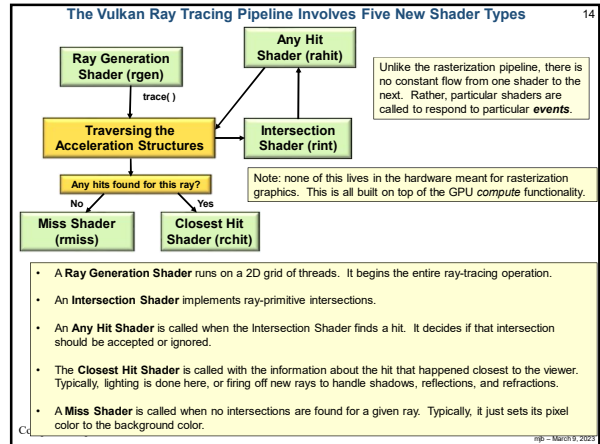 The Vulkan Ray Tracing Pipeline Involves Five New Shader Types
14
Ray Generation
Shader (rgen)
Any Hit
Shader (rahit)
Unlike the rasterization pipeline, there is
no constant flow from one shader to the
next. Rather, particular shaders are
called to respond to particular events.
trace( )
Traversing the
Acceleration Structures
Intersection
Shader (rint)
Any hits found for this ray?
Note: none of this lives in the hardware meant for rasterization
graphics. This is all built on top of the GPU compute functionality.
No
Yes
Miss Shader
(rmiss)
Closest Hit
Shader (rchit)
• A Ray Generation Shader runs on a 2D grid of threads. It begins the entire ray-tracing operation.
• An Intersection Shader implements ray-primitive intersections.
• An Any Hit Shader is called when the Intersection Shader finds a hit. It decides if that intersection
should be accepted or ignored.
• The Closest Hit Shader is called with the information about the hit that happened closest to the viewer.
Typically, lighting is done here, or firing off new rays to handle shadows, reflections, and refractions.
• A Miss Shader is called when no intersections are found for a given ray. Typically, it just sets its pixel
color to the background color.
mjb – March 9, 2023